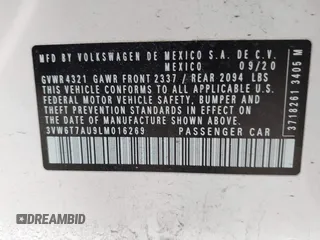 MFD BY VOLKSWAGEN DE MEXICO S.A. DE C.V.
MEXICO 09/20
GVWR4321 GAWR FRONT 2337 / REAR 2094 LBS
THIS VEHICLE CONFORMS TO ALL APPLICABLE U.S.
FEDERAL MOTOR VEHICLE SAFETY, BUMPER AND
THEFT PREVENTION STANDARDS IN EFFECT ON THE
DATE OF MANUFACTURE SHOWN ABOVE.
3VW6T7AU9LM016269 PASSENGER CAR
3718261 3405 M
DREAMBID